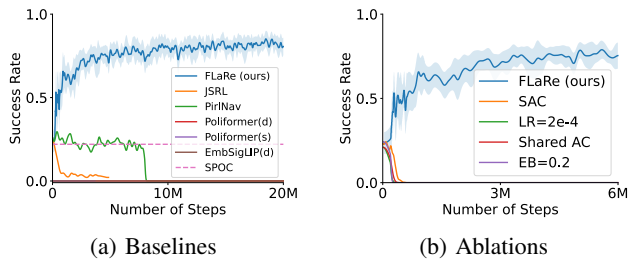 1.0
0.5
0.0
Success Rate
FLaRe (ours)
JSRL
PirlNav
Poliformer(d)
Poliformer(s)
EmbSigLIP(d)
SPOC
0 10M 20M
Number of Steps
(a) Baselines
1.0
0.5
0.0
Success Rate
FLaRe (ours)
SAC
LR=2e-4
Shared AC
EB=0.2
0 3M 6M
Number of Steps
(b) Ablations